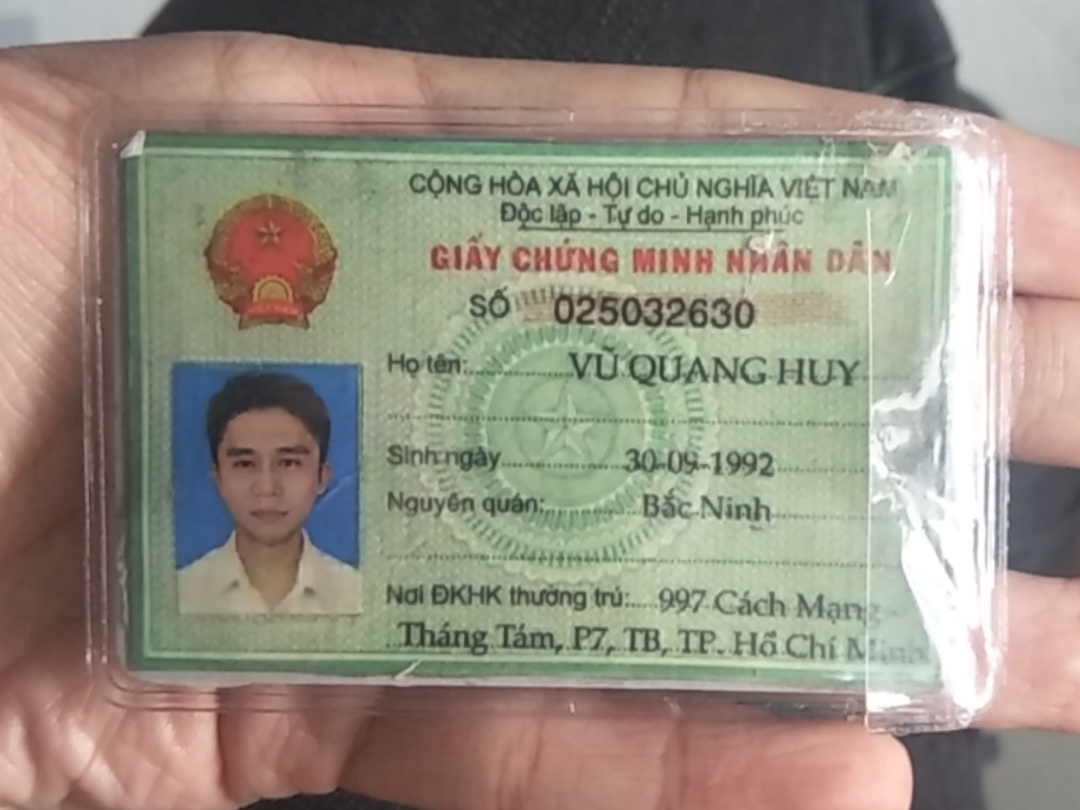 CỘNG HÒA XÃ HỘI CHỦ NGHĨA VIỆT NAM
Độc lập - Tự do - Hạnh phúc
GIẤY CHỨNG MINH NHÂN DÂN
SỐ 025032630
Họ tên: VŨ QUANG HUY
Sinh ngày 30-09-1992
Nguyên quán: Bắc Ninh
Nơi ĐKHK thường trú: 997 Cách Mạng
Tháng Tám, P7, TB, TP. Hồ Chí Minh